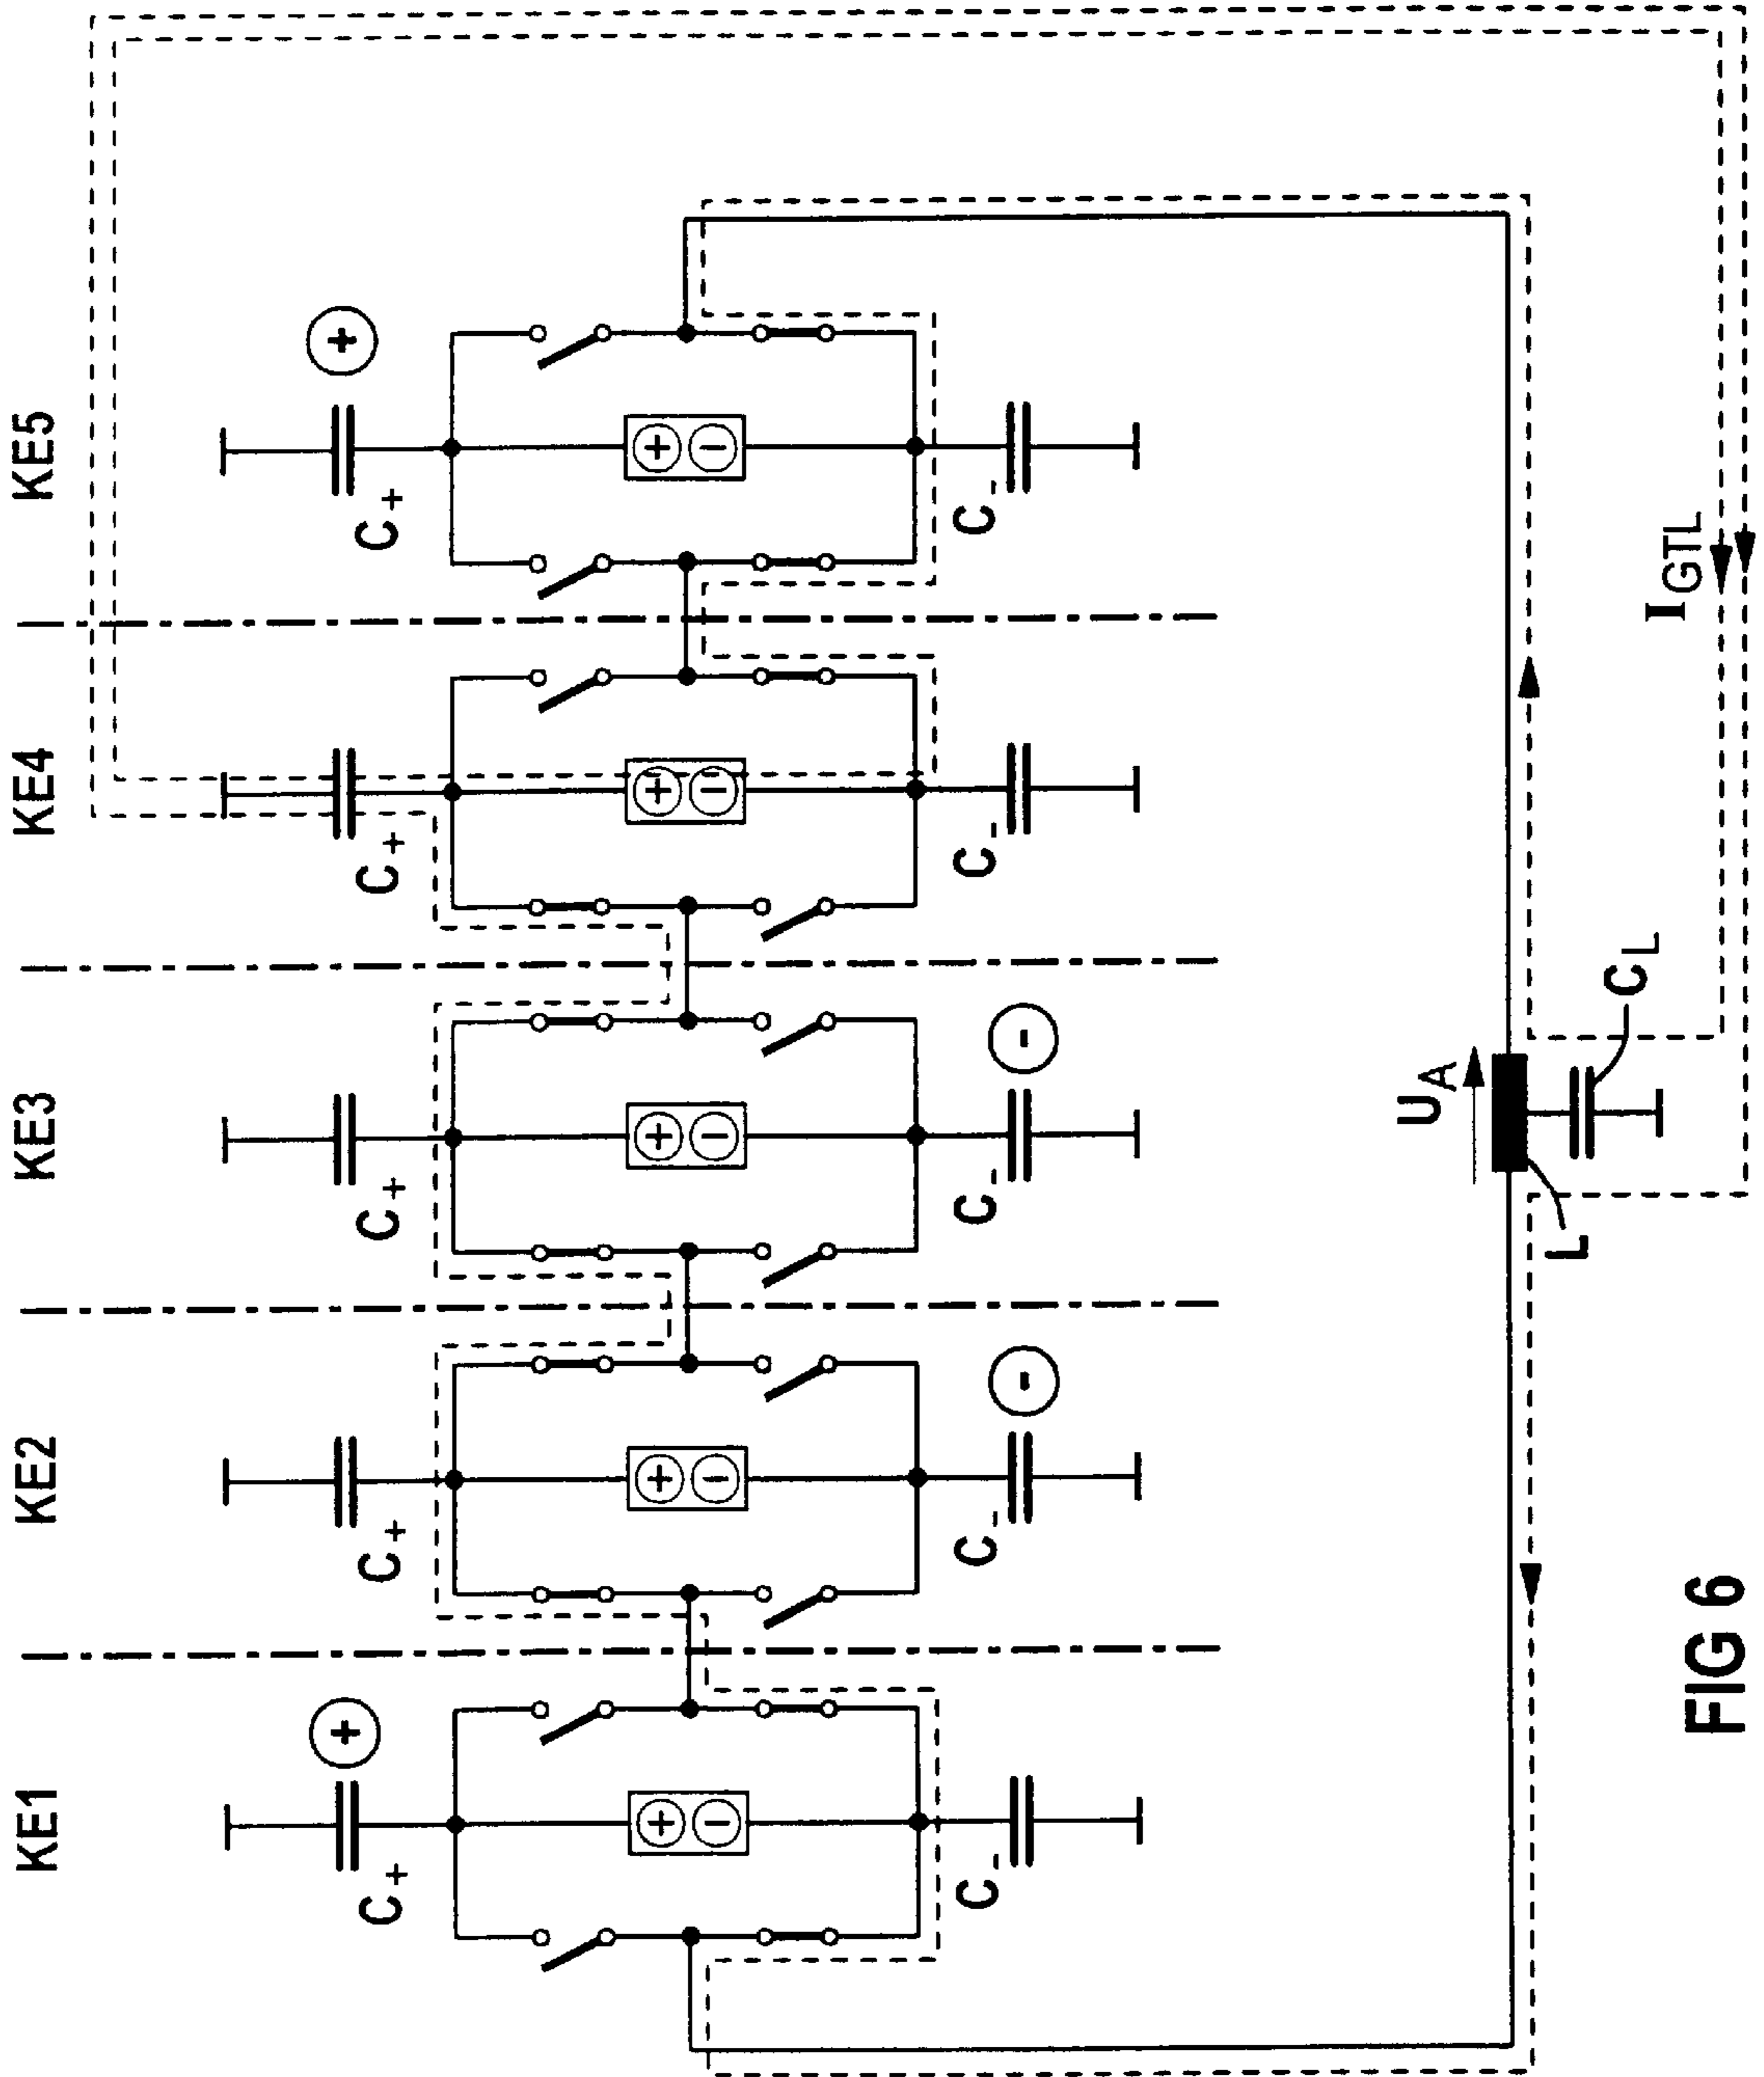 KE1 KE2 KE3 KE4 KE5
+ +
C+ C+ C+ C+ C+
+ + + + +
− − − − −
C- C- C- C- C-
- -
UA
L
CL
IGTL
FIG 6